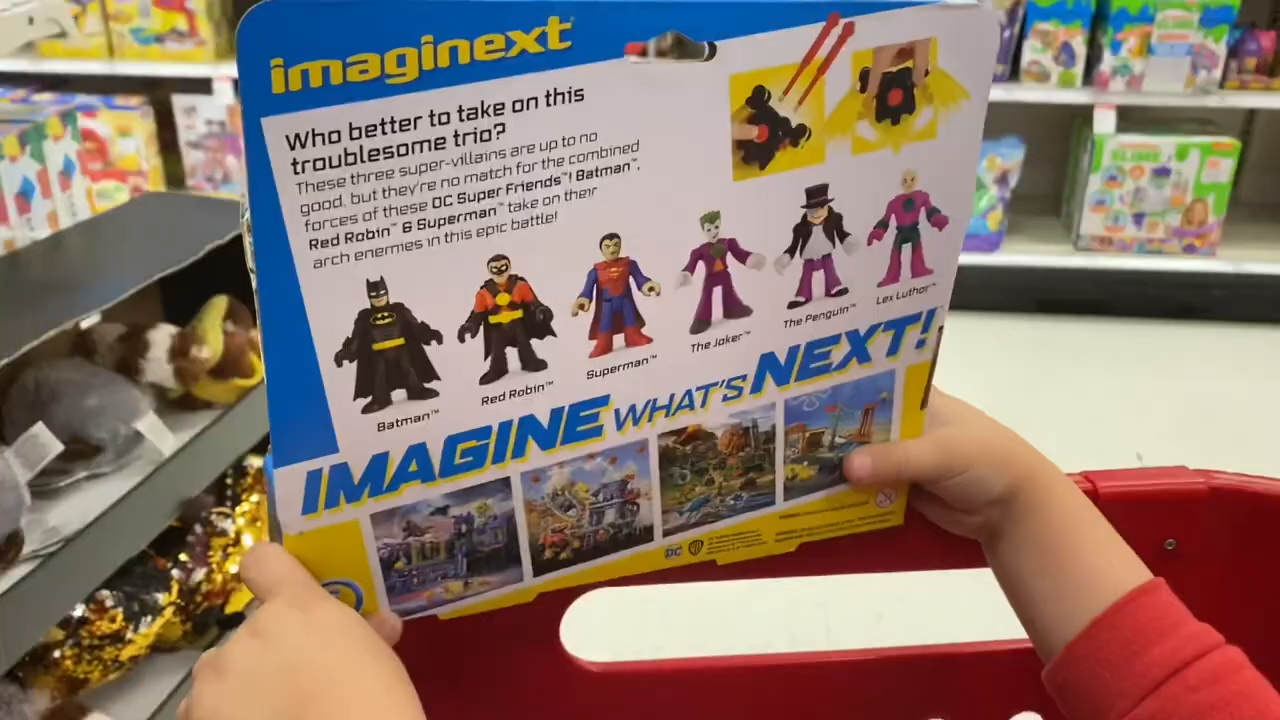 imaginext
Who better to take on this
troublesome trio?
These three super-villains are up to no
good, but they're no match for the combined
forces of these DC Super Friends™! Batman™,
Red Robin™ & Superman™ take on their
arch enemies in this epic battle!
Batman™
Red Robin™
Superman™
The Joker™
The Penguin™
Lex Luthor™
IMAGINE WHAT'S NEXT!
DC
WB
SLIME